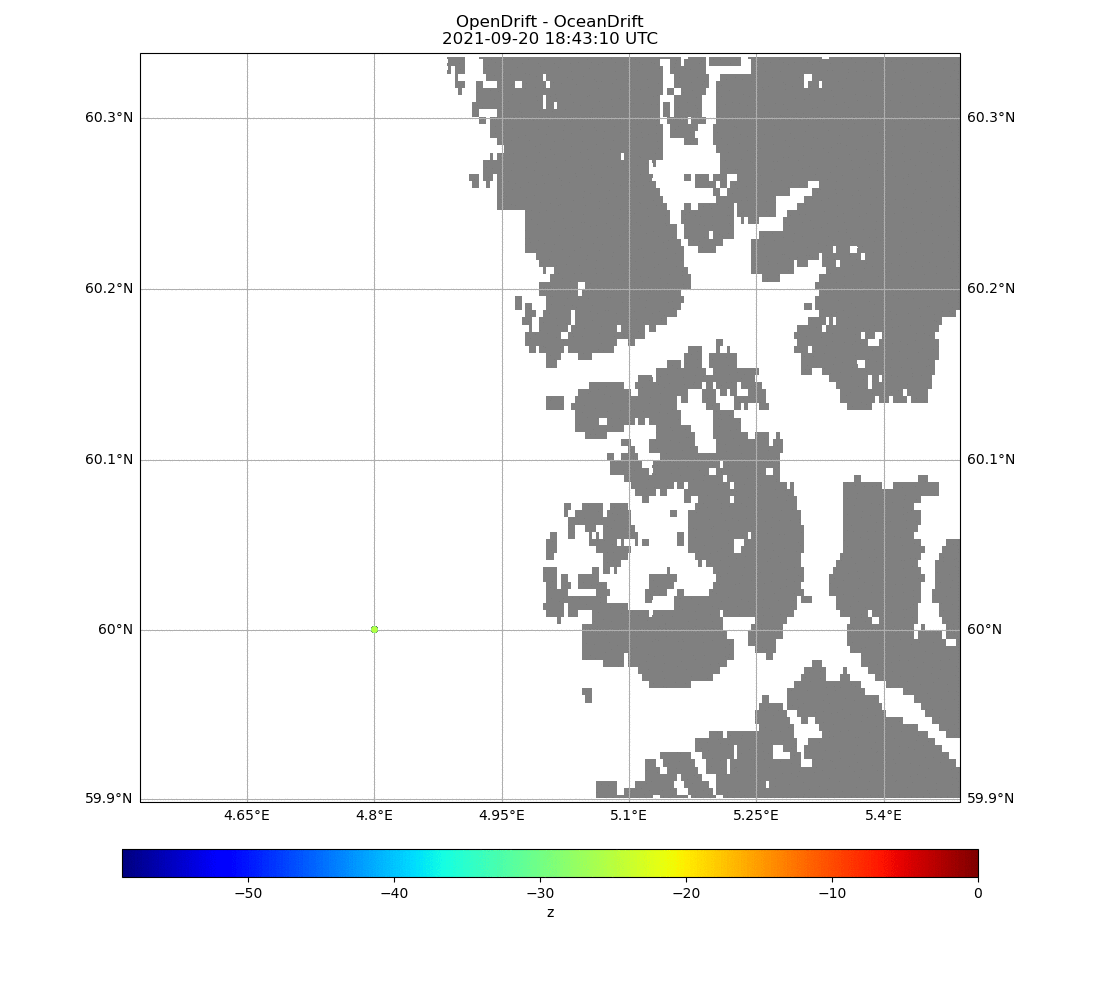 OpenDrift - OceanDrift
2021-09-20 18:43:10 UTC
60.3°N 60.3°N
60.2°N 60.2°N
60.1°N 60.1°N
60°N 60°N
59.9°N 59.9°N
4.65°E 4.8°E 4.95°E 5.1°E 5.25°E 5.4°E
−50 −40 −30 −20 −10 0
z